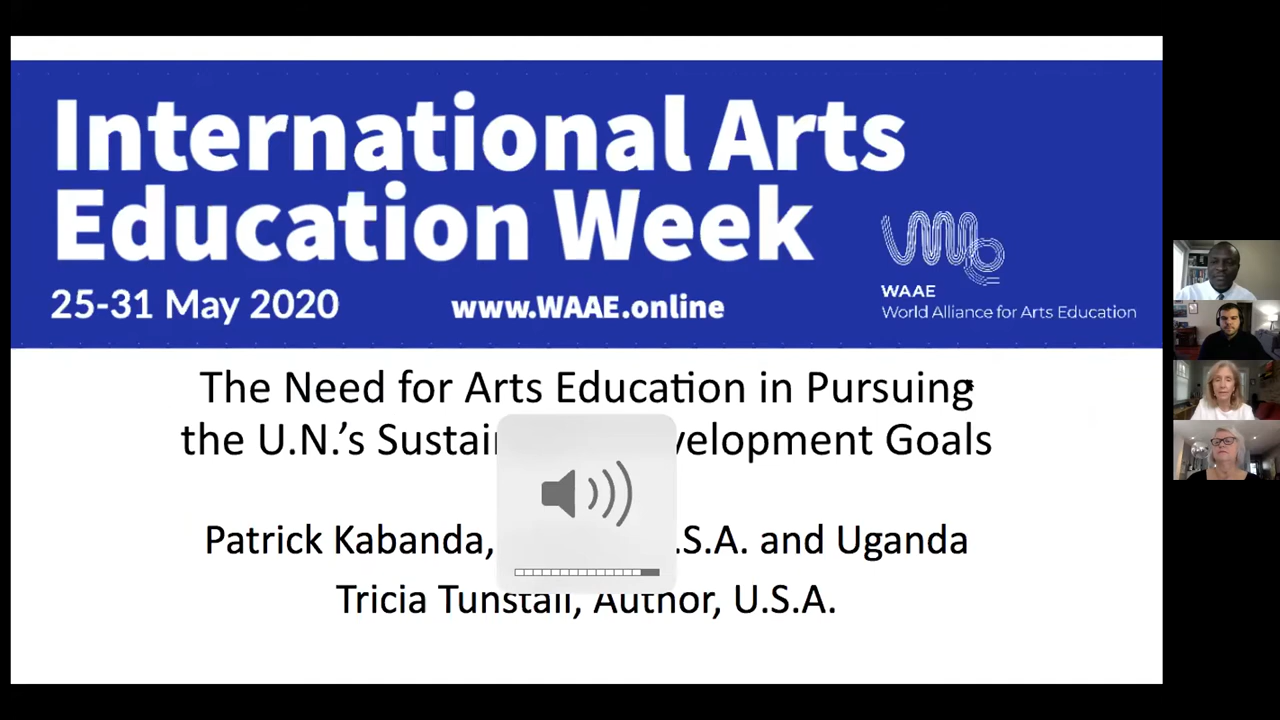 International Arts
Education Week
25-31 May 2020
www.WAAE.online
WAAE
World Alliance for Arts Education
The Need for Arts Education in Pursuing
the U.N.'s Sustai velopment Goals
Patrick Kabanda, .S.A. and Uganda
Tricia Tunstall, Author, U.S.A.